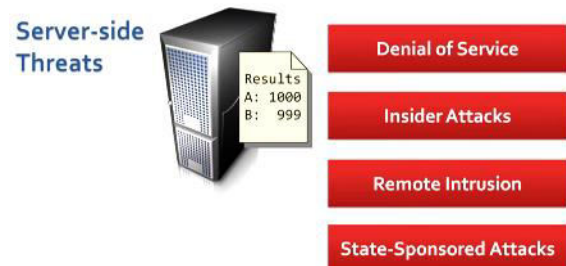 Server-side
Threats
Results
A: 1000
B: 999
Denial of Service
Insider Attacks
Remote Intrusion
State-Sponsored Attacks